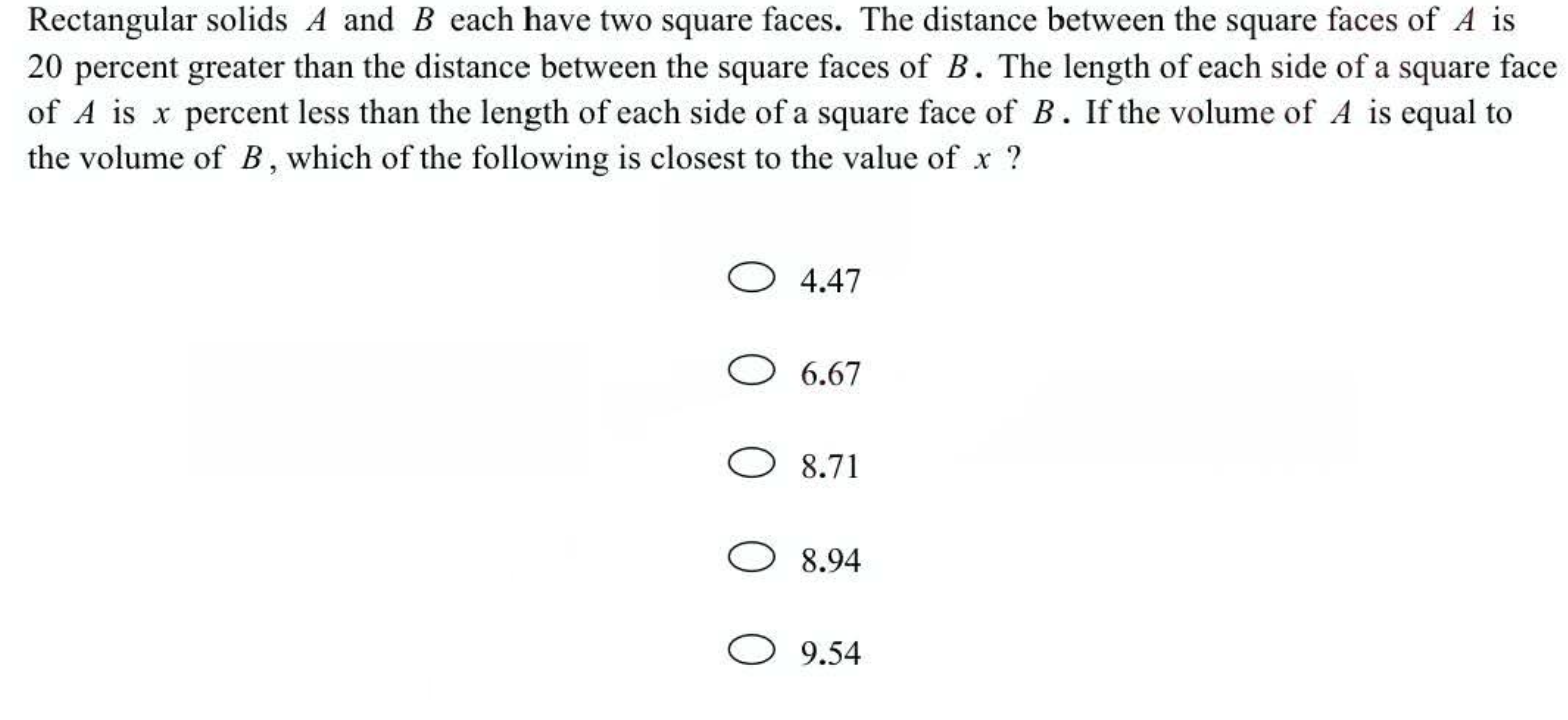 Rectangular solids A and B each have two square faces. The distance between the square faces of A is
20 percent greater than the distance between the square faces of B. The length of each side of a square face
of A is x percent less than the length of each side of a square face of B. If the volume of A is equal to
the volume of B, which of the following is closest to the value of x ?
4.47
6.67
8.71
8.94
9.54